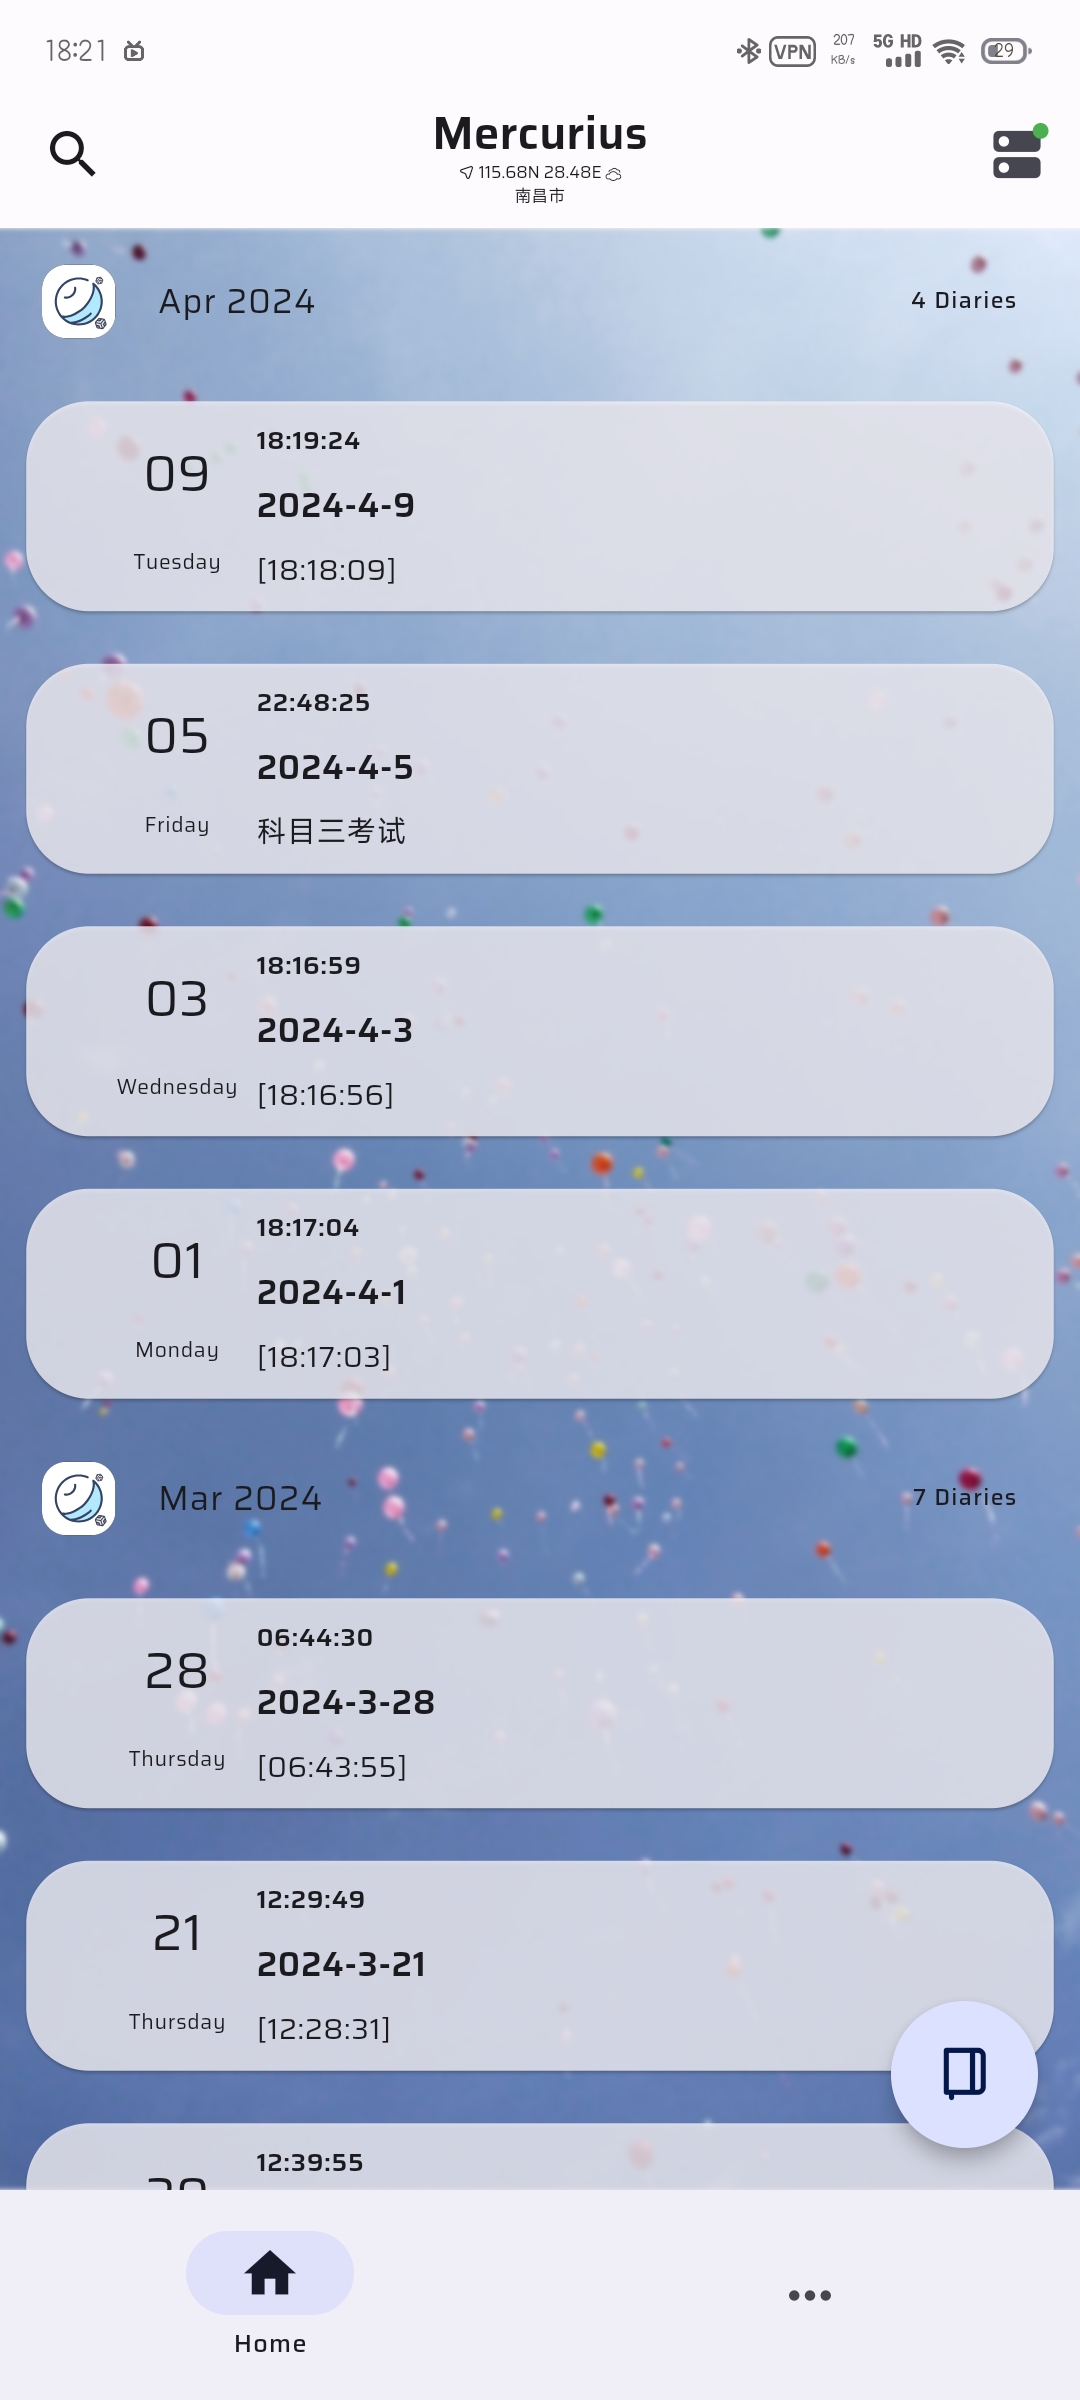 18:21
VPN
207
KB/s
5G HD
29
Mercurius
115.68N 28.48E
南昌市
Apr 2024
4 Diaries
18:19:24
09
2024-4-9
Tuesday
[18:18:09]
22:48:25
05
2024-4-5
Friday
科目三考试
18:16:59
03
2024-4-3
Wednesday
[18:16:56]
18:17:04
01
2024-4-1
Monday
[18:17:03]
Mar 2024
7 Diaries
06:44:30
28
2024-3-28
Thursday
[06:43:55]
12:29:49
21
2024-3-21
Thursday
[12:28:31]
12:39:55
Home